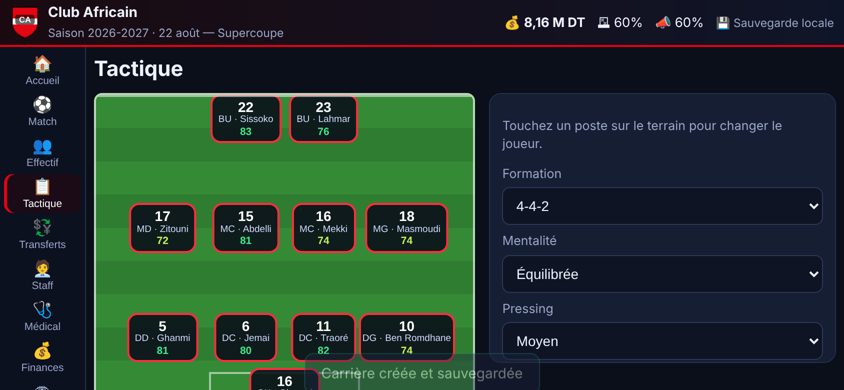 CA
Club Africain
Saison 2026-2027 · 22 août — Supercoupe
8,16 M DT
60%
60%
Sauvegarde locale
Accueil
Match
Effectif
Tactique
Transferts
Staff
Médical
Finances
Tactique
22
BU · Sissoko
83
23
BU · Lahmar
76
17
MD · Zitouni
72
15
MC · Abdelli
81
16
MC · Mekki
74
18
MG · Masmoudi
74
5
DD · Ghanmi
81
6
DC · Jemai
80
11
DC · Traoré
82
10
DG · Ben Romdhane
74
16
Touchez un poste sur le terrain pour changer le
joueur.
Formation
4-4-2
Mentalité
Équilibrée
Pressing
Moyen
Carrière créée et sauvegardée